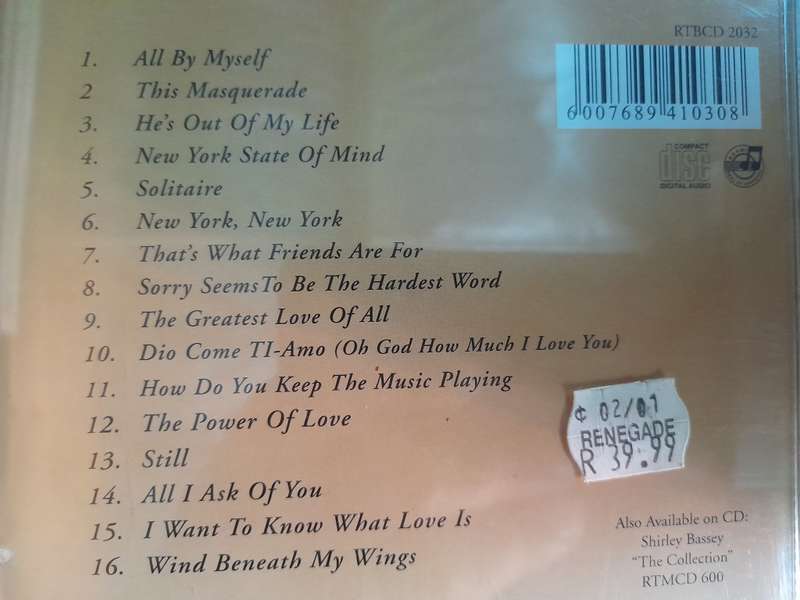 RTBCD 2032
6007689410308
COMPACT
disc
DIGITAL AUDIO
1. All By Myself
2 This Masquerade
3. He's Out Of My Life
4. New York State Of Mind
5. Solitaire
6. New York, New York
7. That's What Friends Are For
8. Sorry SeemsTo Be The Hardest Word
9. The Greatest Love Of All
10. Dio Come TI-Amo (Oh God How Much I Love You)
11. How Do You Keep The Music Playing
12. The Power Of Love
13. Still
14. All I Ask Of You
15. I Want To Know What Love Is
16. Wind Beneath My Wings
¢ 02/01
RENEGADE
R 39.99
Also Available on CD:
Shirley Bassey
"The Collection"
RTMCD 600